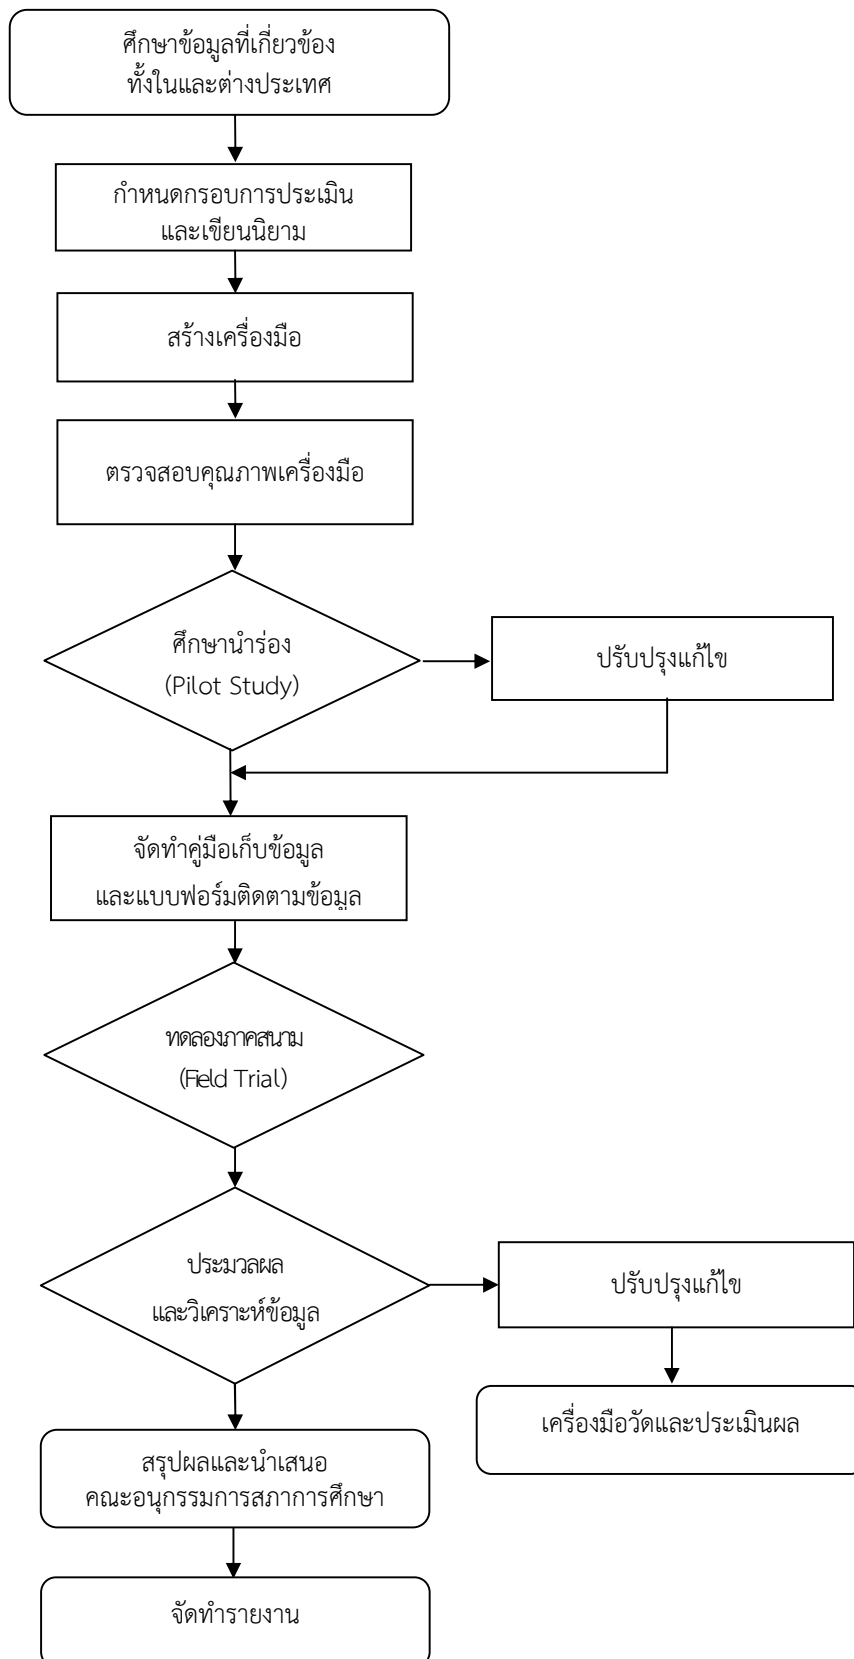 ศึกษาข้อมูลที่เกี่ยวข้อง
ทั้งในและต่างประเทศ
กำหนดกรอบการประเมิน
และเขียนนิยาม
สร้างเครื่องมือ
ตรวจสอบคุณภาพเครื่องมือ
ศึกษานำร่อง
(Pilot Study)
ปรับปรุงแก้ไข
จัดทำคู่มือเก็บข้อมูล
และแบบฟอร์มติดตามข้อมูล
ทดลองภาคสนาม
(Field Trial)
ประมวลผล
และวิเคราะห์ข้อมูล
ปรับปรุงแก้ไข
เครื่องมือวัดและประเมินผล
สรุปผลและนำเสนอ
คณะอนุกรรมการสภาการศึกษา
จัดทำรายงาน